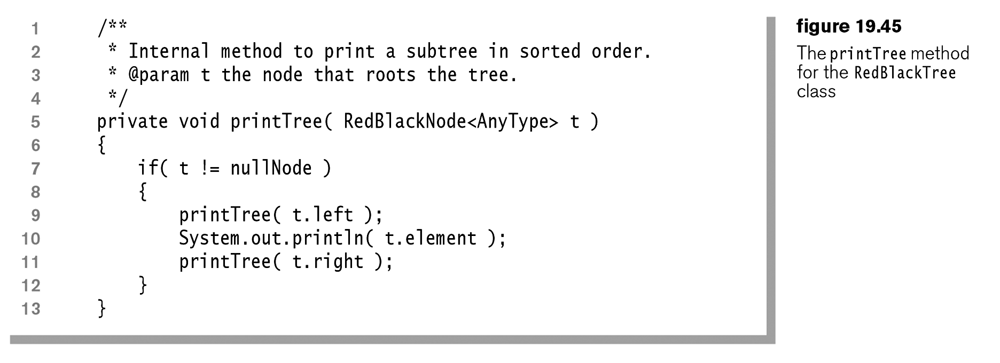 1 /**
2 * Internal method to print a subtree in sorted order.
3 * @param t the node that roots the tree.
4 */
5 private void printTree( RedBlackNode<AnyType> t )
6 {
7 if( t != nullNode )
8 {
9 printTree( t.left );
10 System.out.println( t.element );
11 printTree( t.right );
12 }
13 }
figure 19.45
The printTree method
for the RedBlackTree
class